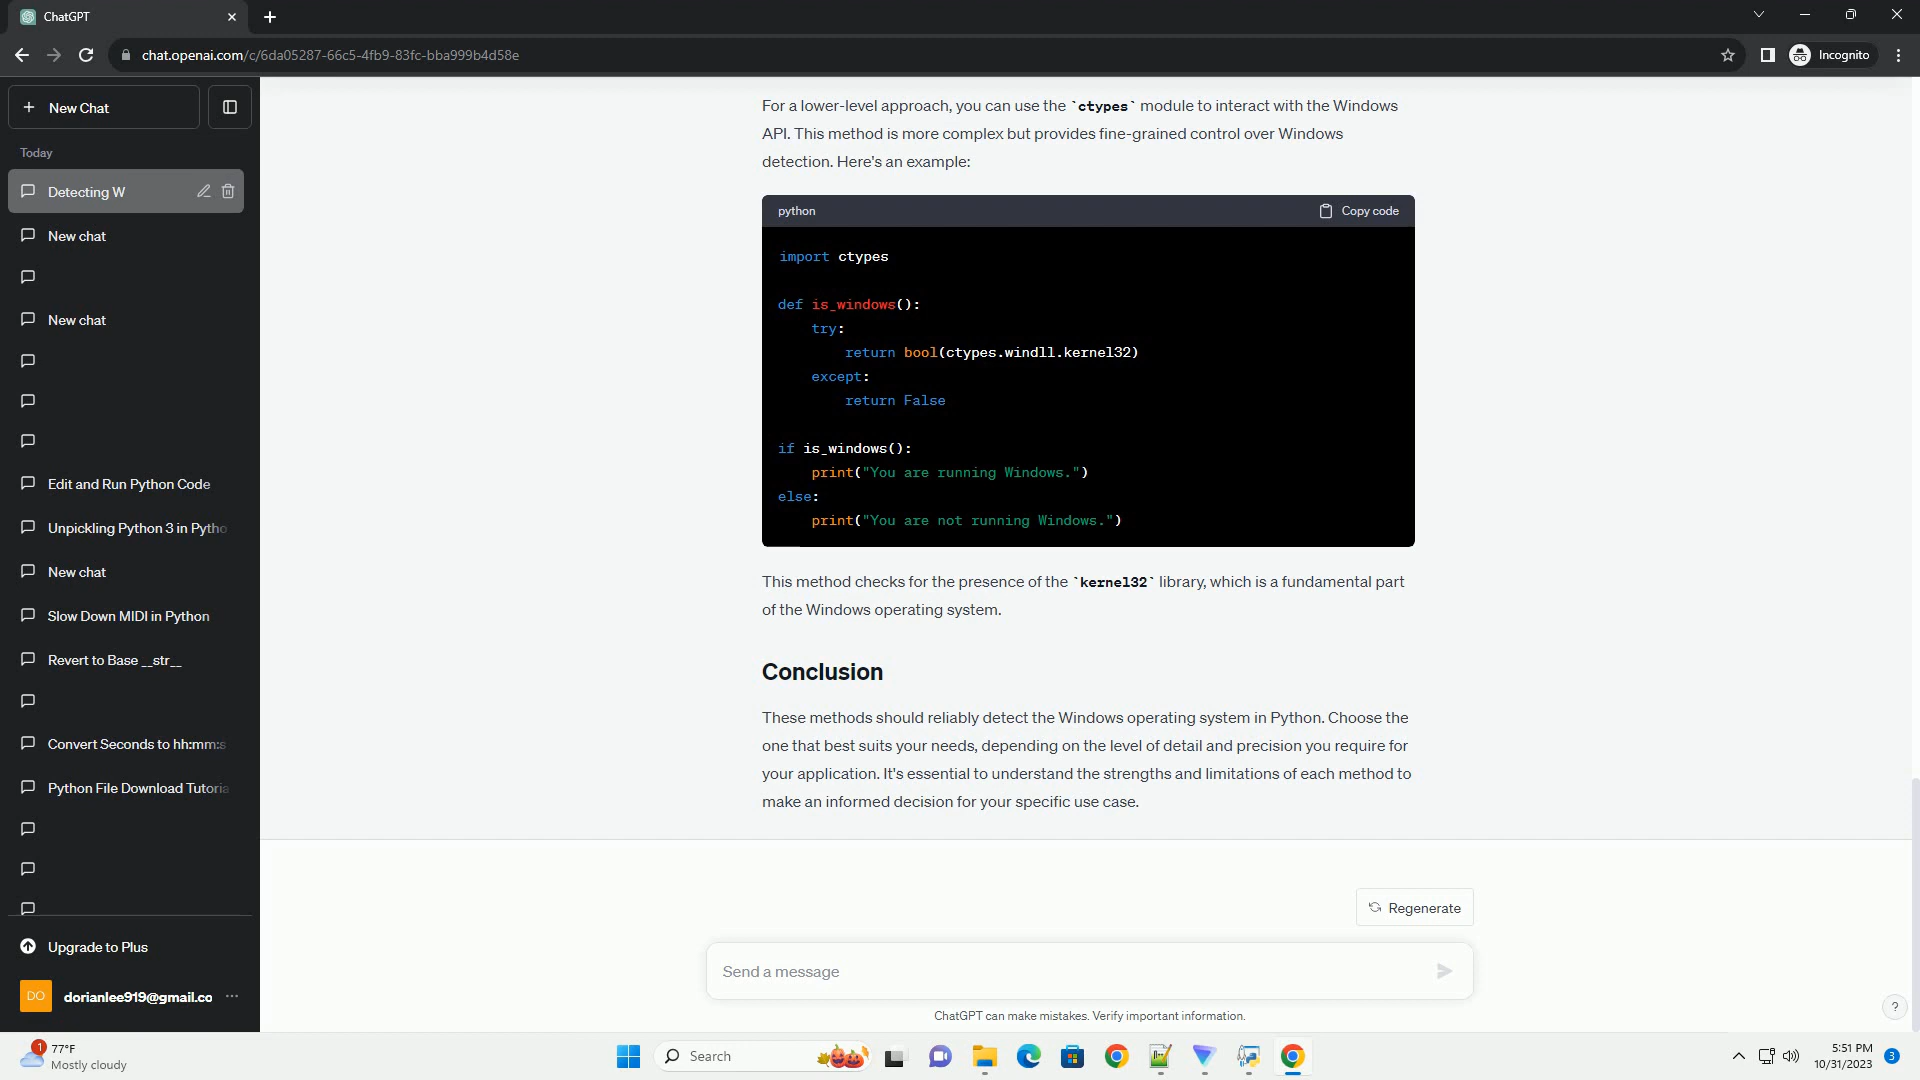 ChatGPT
chat.openai.com/c/6da05287-66c5-4fb9-83fc-bba999b4d58e
Incognito
New Chat
Today
Detecting W
New chat
New chat
Edit and Run Python Code
Unpickling Python 3 in Pytho
New chat
Slow Down MIDI in Python
Revert to Base __str__
Convert Seconds to hh:mm:s
Python File Download Tutoria
Upgrade to Plus
DO
dorianlee919@gmail.co
For a lower-level approach, you can use the `ctypes` module to interact with the Windows
API. This method is more complex but provides fine-grained control over Windows
detection. Here's an example:
python
Copy code
import ctypes
def is_windows():
try:
return bool(ctypes.windll.kernel32)
except:
return False
if is_windows():
print("You are running Windows.")
else:
print("You are not running Windows.")
This method checks for the presence of the `kernel32` library, which is a fundamental part
of the Windows operating system.
Conclusion
These methods should reliably detect the Windows operating system in Python. Choose the
one that best suits your needs, depending on the level of detail and precision you require for
your application. It's essential to understand the strengths and limitations of each method to
make an informed decision for your specific use case.
Regenerate
Send a message
ChatGPT can make mistakes. Verify important information.
?
1
77°F
Mostly cloudy
Search
5:51 PM
10/31/2023
3